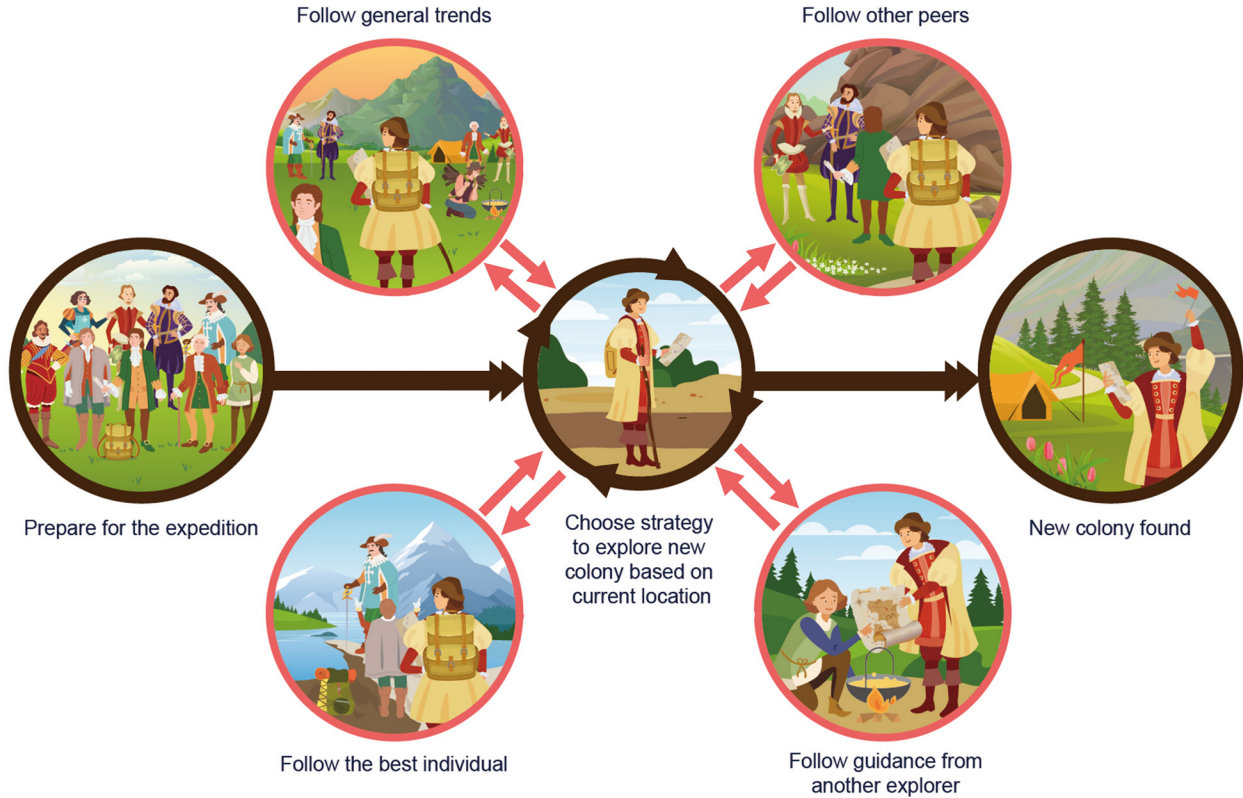 Follow general trends
Follow other peers
Prepare for the expedition
Choose strategy
to explore new
colony based on
current location
New colony found
Follow the best individual
Follow guidance from
another explorer